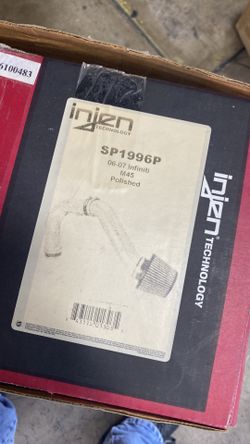 6100483
injen
TECHNOLOGY
SP1996P
06-07 Infiniti
M45
Polished
injen
TECHNOLOGY